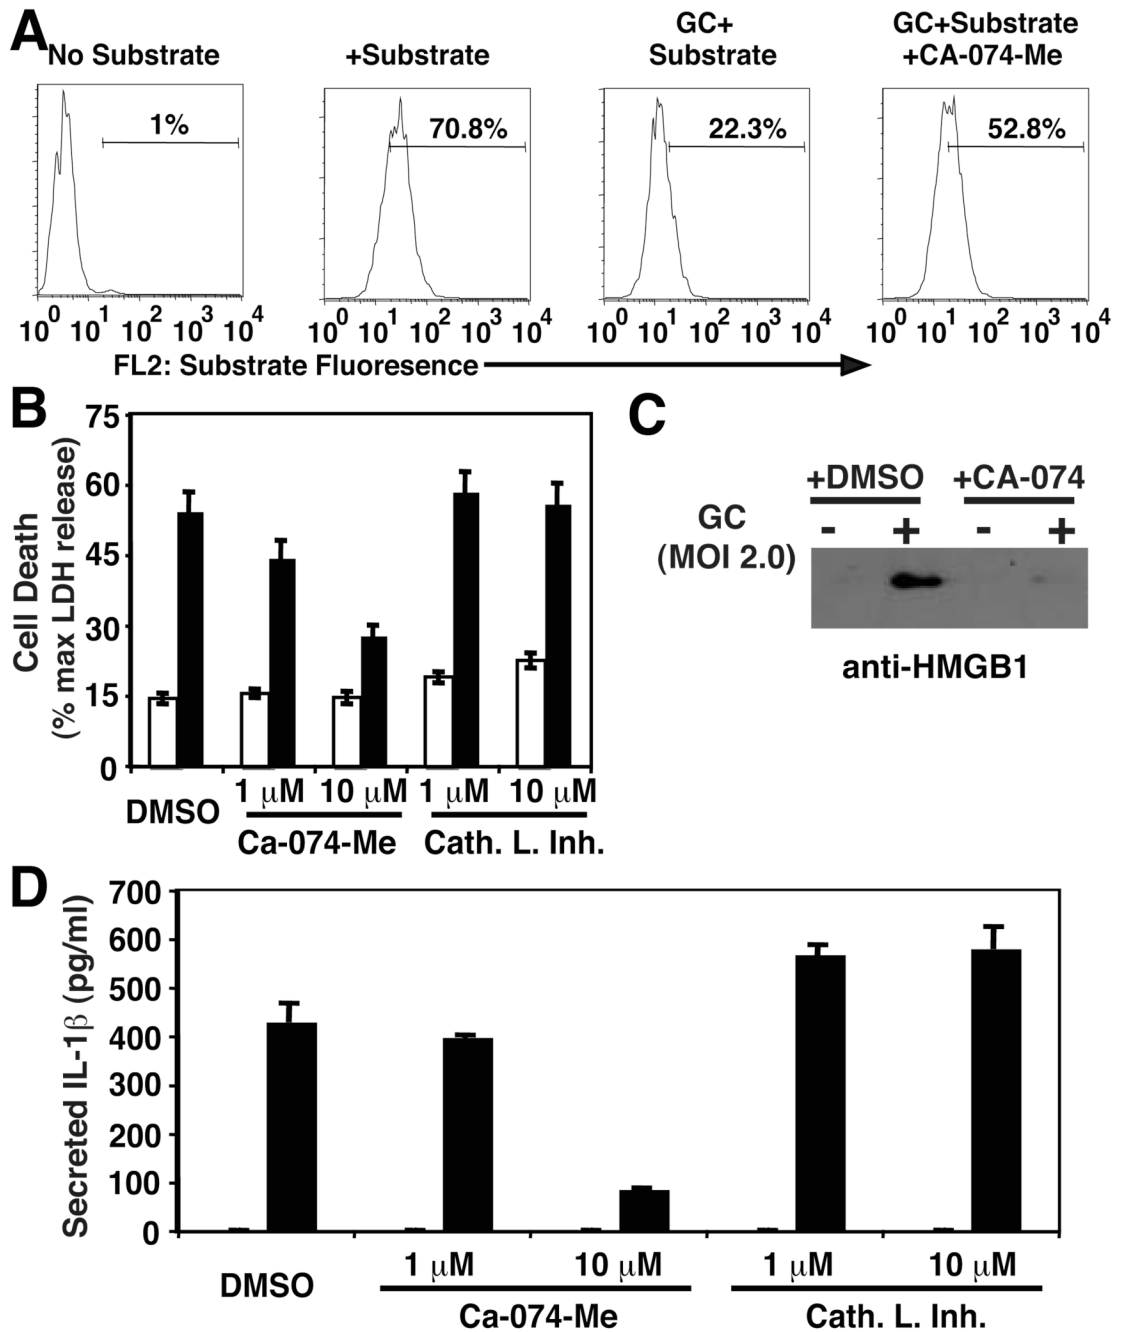 A
No Substrate
+Substrate
GC+
Substrate
GC+Substrate
+CA-074-Me
1%
70.8%
22.3%
52.8%
10^0 10^1 10^2 10^3 10^4
10^0 10^1 10^2 10^3 10^4
10^0 10^1 10^2 10^3 10^4
10^0 10^1 10^2 10^3 10^4
FL2: Substrate Fluoresence
B
Cell Death
(% max LDH release)
75
60
45
30
15
0
DMSO
1 μM
10 μM
1 μM
10 μM
Ca-074-Me
Cath. L. Inh.
C
+DMSO
+CA-074
GC
(MOI 2.0)
- + - +
anti-HMGB1
D
Secreted IL-1β (pg/ml)
700
600
500
400
300
200
100
0
DMSO
1 μM
10 μM
1 μM
10 μM
Ca-074-Me
Cath. L. Inh.